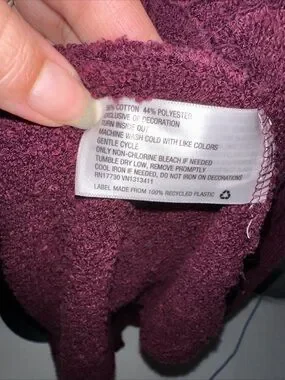 56% COTTON 44% POLYESTER
EXCLUSIVE OF DECORATION
TURN INSIDE OUT
MACHINE WASH COLD WITH LIKE COLORS
GENTLE CYCLE
ONLY NON-CHLORINE BLEACH IF NEEDED
TUMBLE DRY LOW, REMOVE PROMPTLY
COOL IRON IF NEEDED, DO NOT IRON ON DECORATIONS
RN17730 VN1313411
LABEL MADE FROM 100% RECYCLED PLASTIC